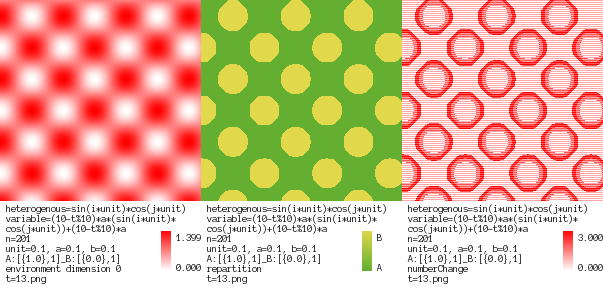 heterogenous=sin(i*unit)*cos(j*unit)
variable=(10-t%10)*a*(sin(i*unit)*
cos(j*unit))+(10-t%10)*a
n=201
unit=0.1, a=0.1, b=0.1
A:[{1.0},1]_B:[{0.0},1]
environment dimension 0
t=13.png
1.399
0.000
heterogenous=sin(i*unit)*cos(j*unit)
variable=(10-t%10)*a*(sin(i*unit)*
cos(j*unit))+(10-t%10)*a
n=201
unit=0.1, a=0.1, b=0.1
A:[{1.0},1]_B:[{0.0},1]
repartition
t=13.png
B
A
heterogenous=sin(i*unit)*cos(j*unit)
variable=(10-t%10)*a*(sin(i*unit)*
cos(j*unit))+(10-t%10)*a
n=201
unit=0.1, a=0.1, b=0.1
A:[{1.0},1]_B:[{0.0},1]
numberChange
t=13.png
3.000
0.000